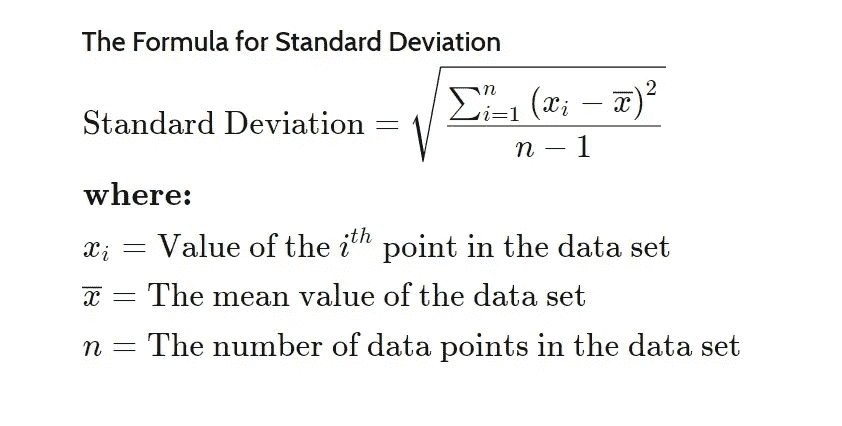 The Formula for Standard Deviation
Standard Deviation = √(∑ⁿᵢ₌₁ (xᵢ − x̅)² / n − 1)
where:
xᵢ = Value of the iᵗʰ point in the data set
x̅ = The mean value of the data set
n = The number of data points in the data set